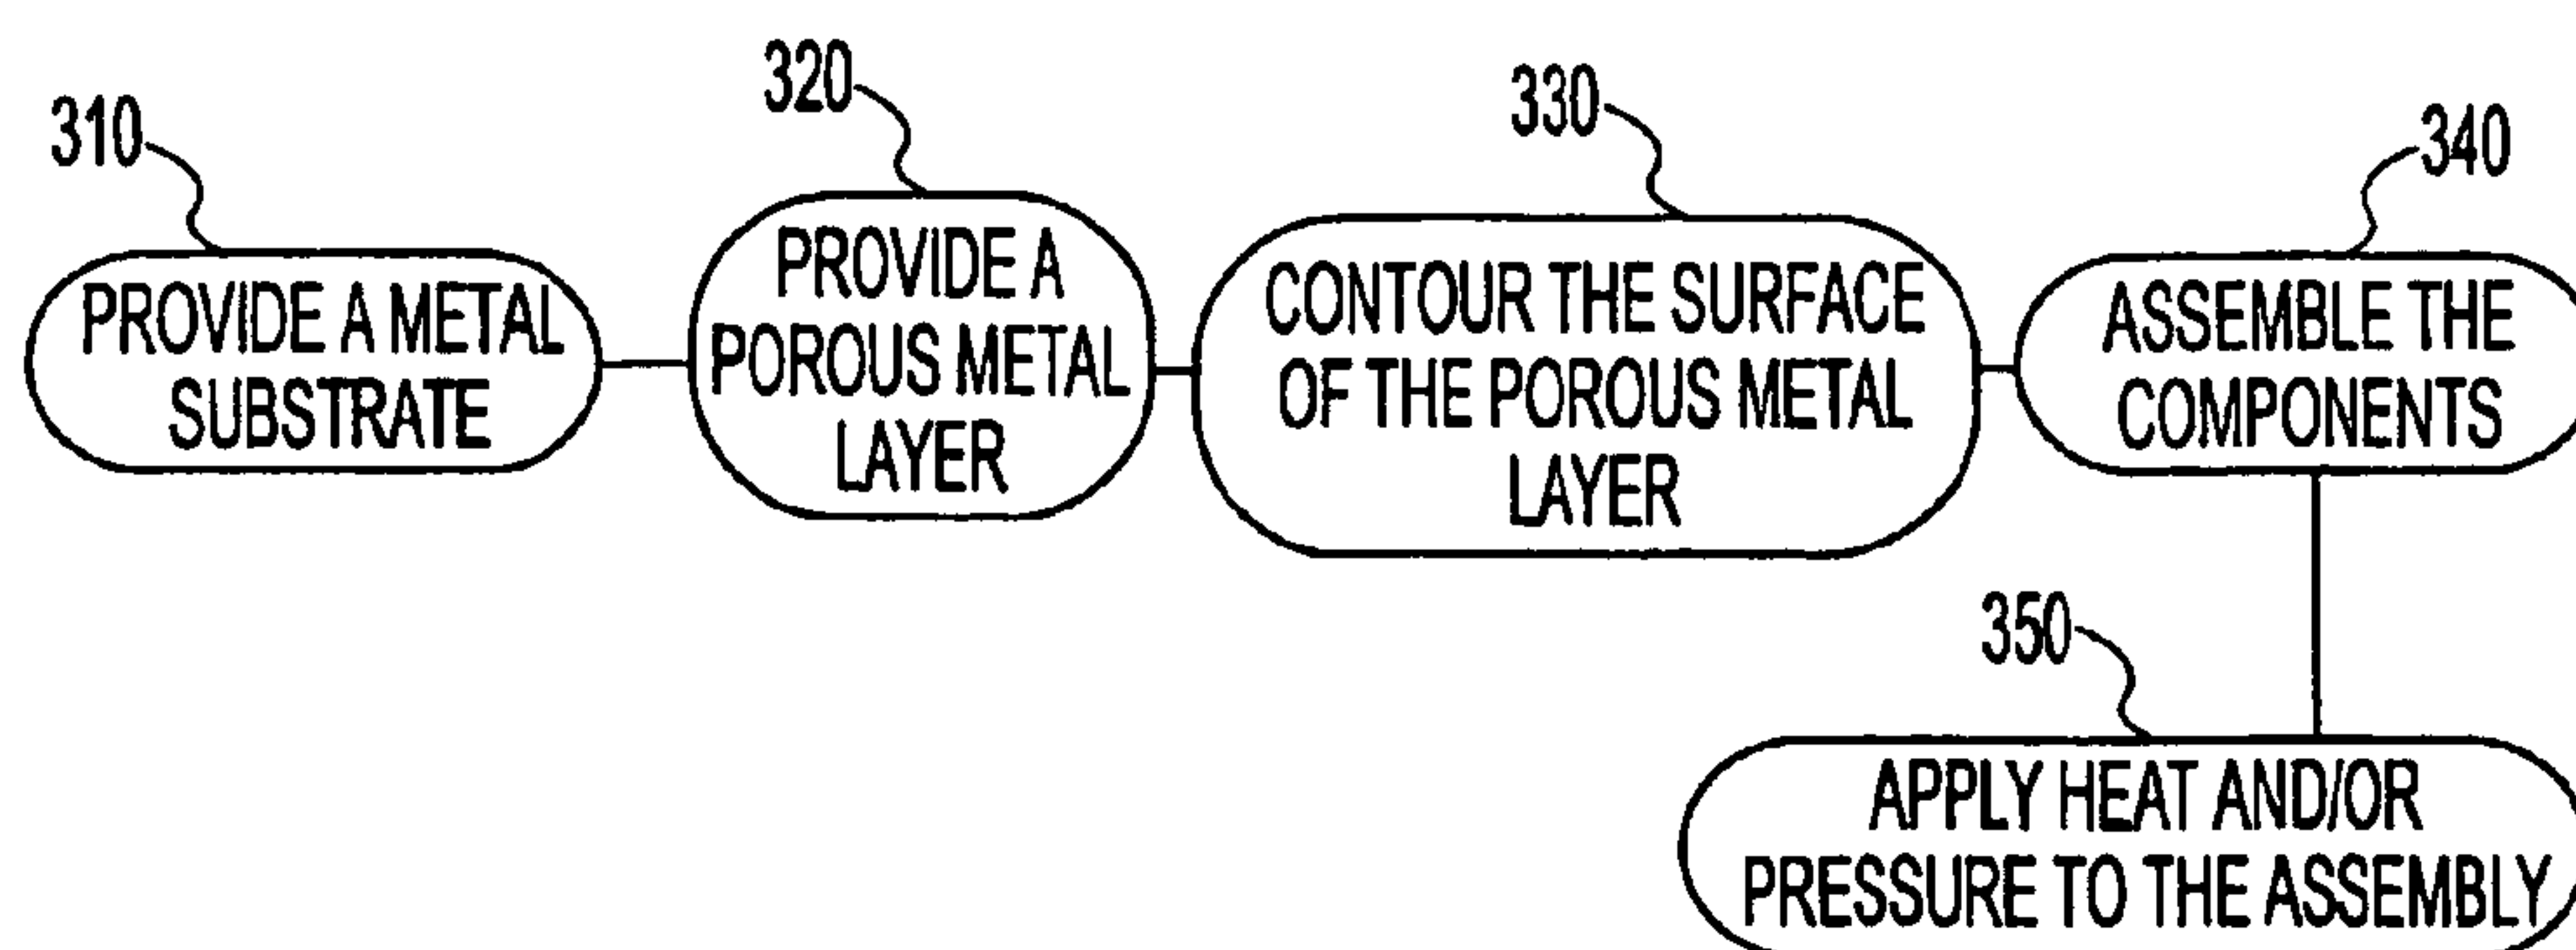 310
PROVIDE A METAL
SUBSTRATE
320
PROVIDE A
POROUS METAL
LAYER
330
CONTOUR THE SURFACE
OF THE POROUS METAL
LAYER
340
ASSEMBLE THE
COMPONENTS
350
APPLY HEAT AND/OR
PRESSURE TO THE ASSEMBLY